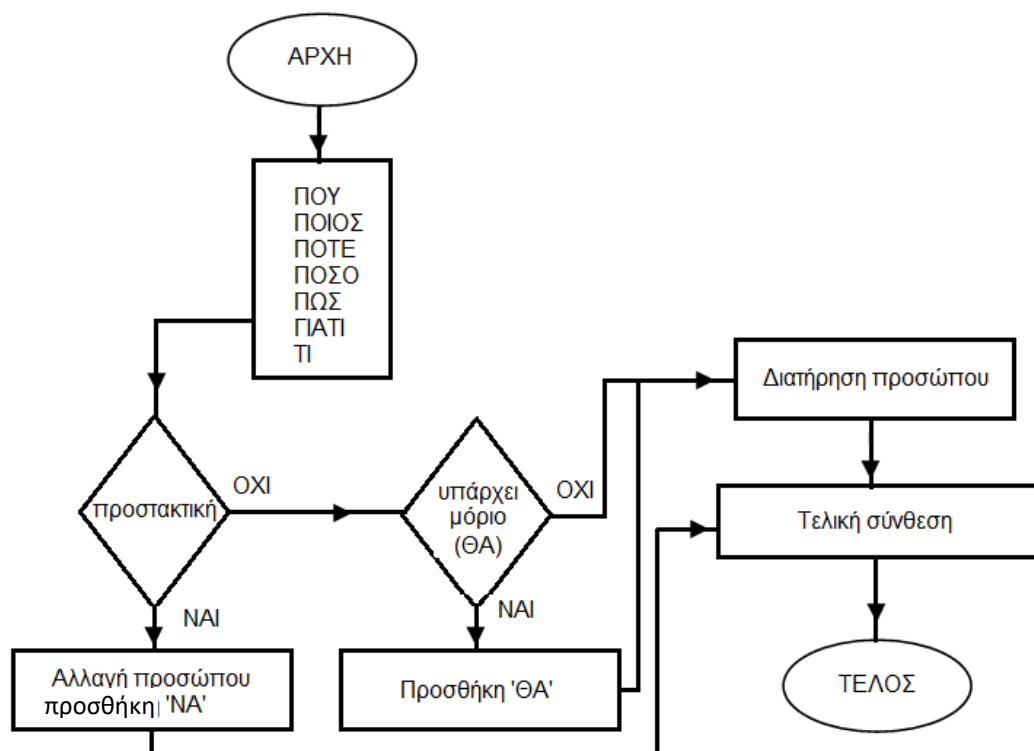 ΑΡΧΗ
ΠΟΥ
ΠΟΙΟΣ
ΠΟΤΕ
ΠΟΣΟ
ΠΩΣ
ΓΙΑΤΙ
ΤΙ
προστακτική
ΟΧΙ
ΝΑΙ
Αλλαγή προσώπου
προσθήκη 'ΝΑ'
υπάρχει
μόριο
(ΘΑ)
ΟΧΙ
ΝΑΙ
Προσθήκη 'ΘΑ'
Διατήρηση προσώπου
Τελική σύνθεση
ΤΕΛΟΣ